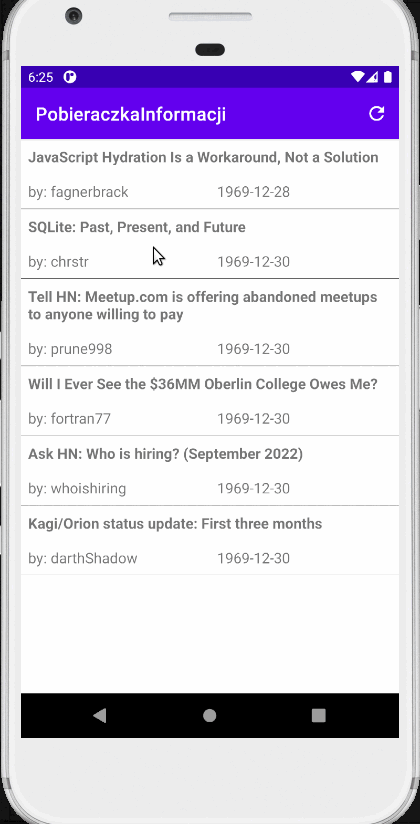 6:25
PobieraczkaInformacji
JavaScript Hydration Is a Workaround, Not a Solution
by: fagnerbrack 1969-12-28
SQLite: Past, Present, and Future
by: chrstr 1969-12-30
Tell HN: Meetup.com is offering abandoned meetups
to anyone willing to pay
by: prune998 1969-12-30
Will I Ever See the $36MM Oberlin College Owes Me?
by: fortran77 1969-12-30
Ask HN: Who is hiring? (September 2022)
by: whoishiring 1969-12-30
Kagi/Orion status update: First three months
by: darthShadow 1969-12-30